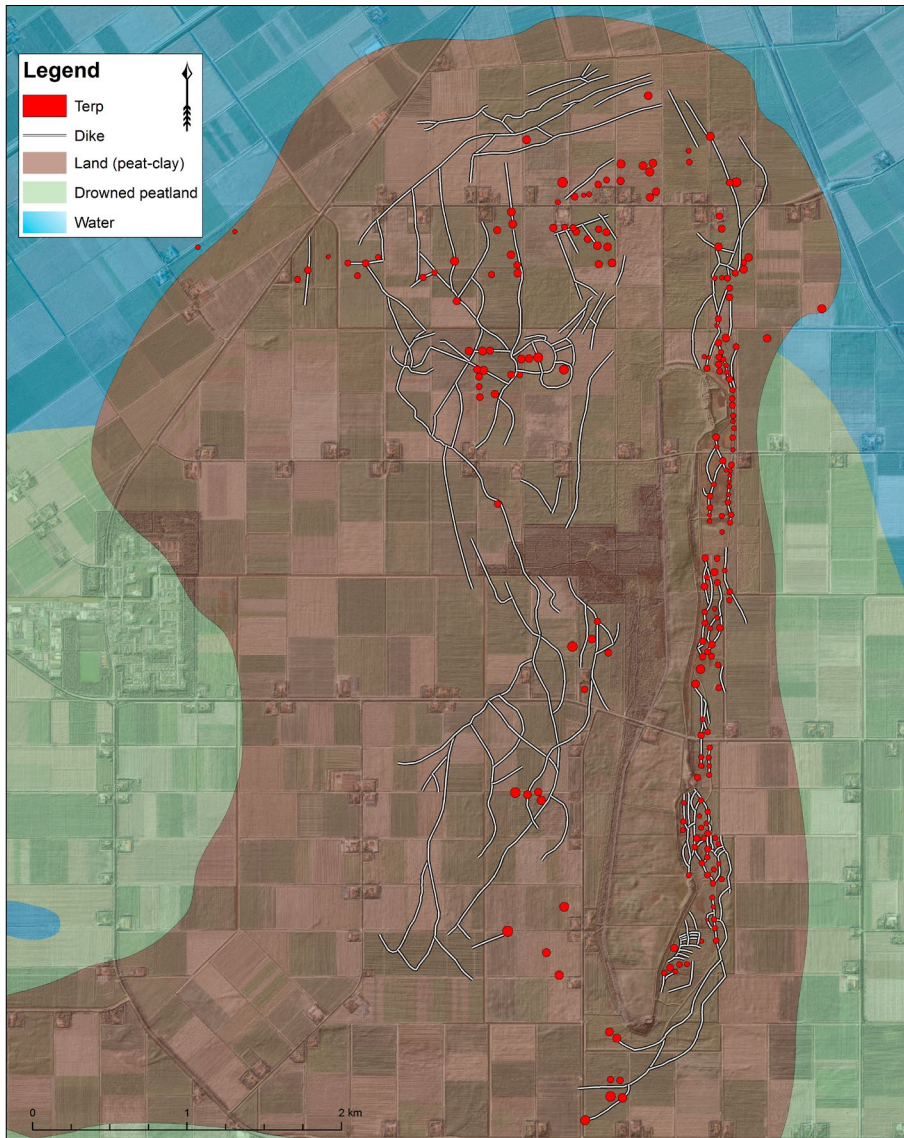 Legend
Terp
Dike
Land (peat-clay)
Drowned peatland
Water
0 1 2 km